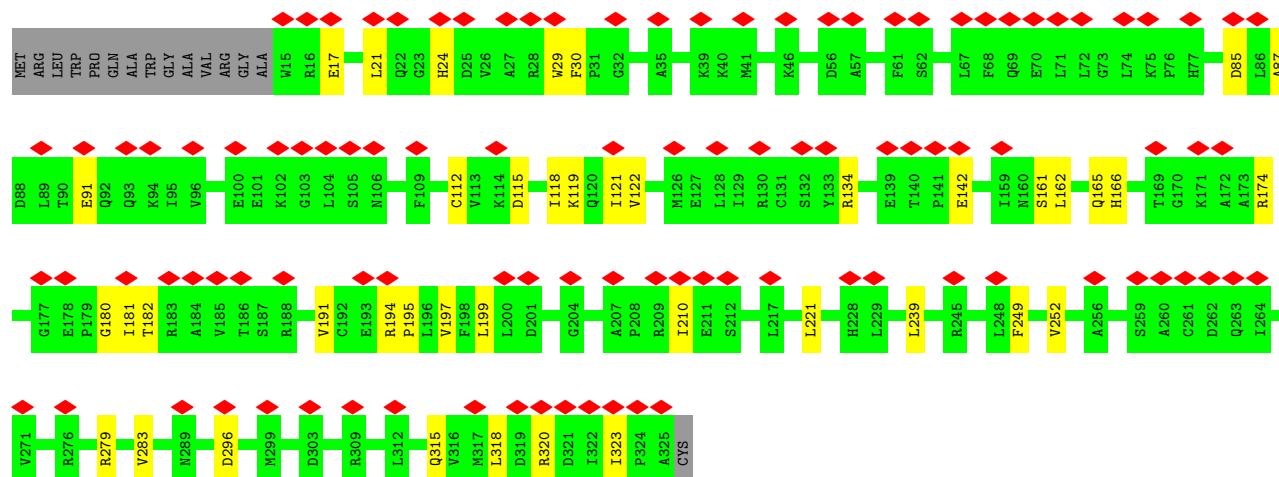 MET ARG LEU TRP PRO GLN ALA TRP GLY ALA VAL ARG GLY ALA W15 R16 E17 L21 Q22 G23 H24 D25 V26 A27 R28 W29 F30 P31 G32 A35 K39 K40 M41 K46 D56 A57 F61 S62 L67 F68 Q69 E70 L71 L72 G73 L74 K75 P76 H77 D85 L86 A87
D88 L89 T90 E91 Q92 Q93 K94 I95 V96 E100 E101 K102 G103 L104 S105 N106 F109 C112 V113 K114 D115 I118 K119 Q120 I121 V122 M126 E127 L128 I129 R130 C131 S132 Y133 R134 E139 T140 P141 E142 I159 N160 S161 L162 Q165 H166 T169 G170 K171 A172 A173 R174
G177 E178 P179 G180 I181 T182 R183 A184 V185 T186 S187 R188 V191 C192 E193 R194 P195 L196 V197 F198 L199 L200 D201 G204 A207 P208 R209 I210 E211 S212 L217 L221 H228 L229 L239 R245 L248 F249 V252 A256 S259 A260 C261 D262 Q263 I264
V271 R276 R279 V283 N289 D296 M299 D303 R309 L312 Q315 V316 M317 L318 D319 R320 D321 I322 I323 P324 A325 CYS